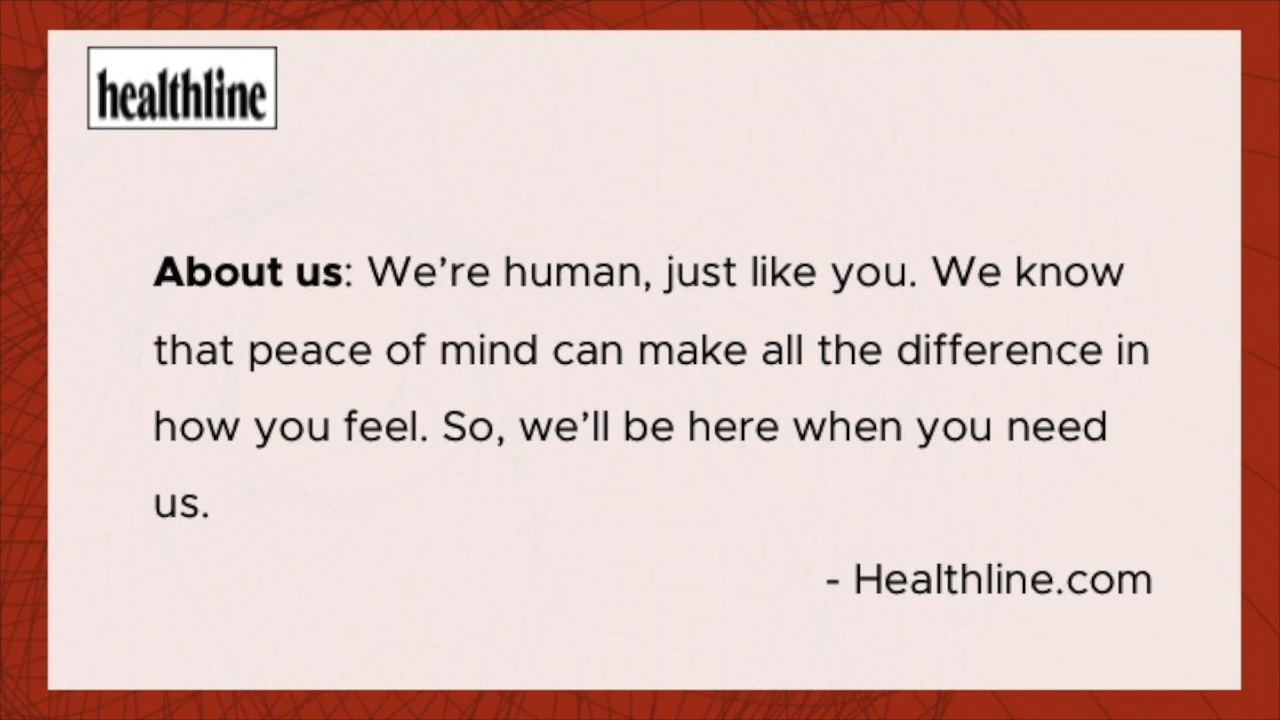 healthline
About us: We’re human, just like you. We know
that peace of mind can make all the difference in
how you feel. So, we’ll be here when you need
us.
- Healthline.com